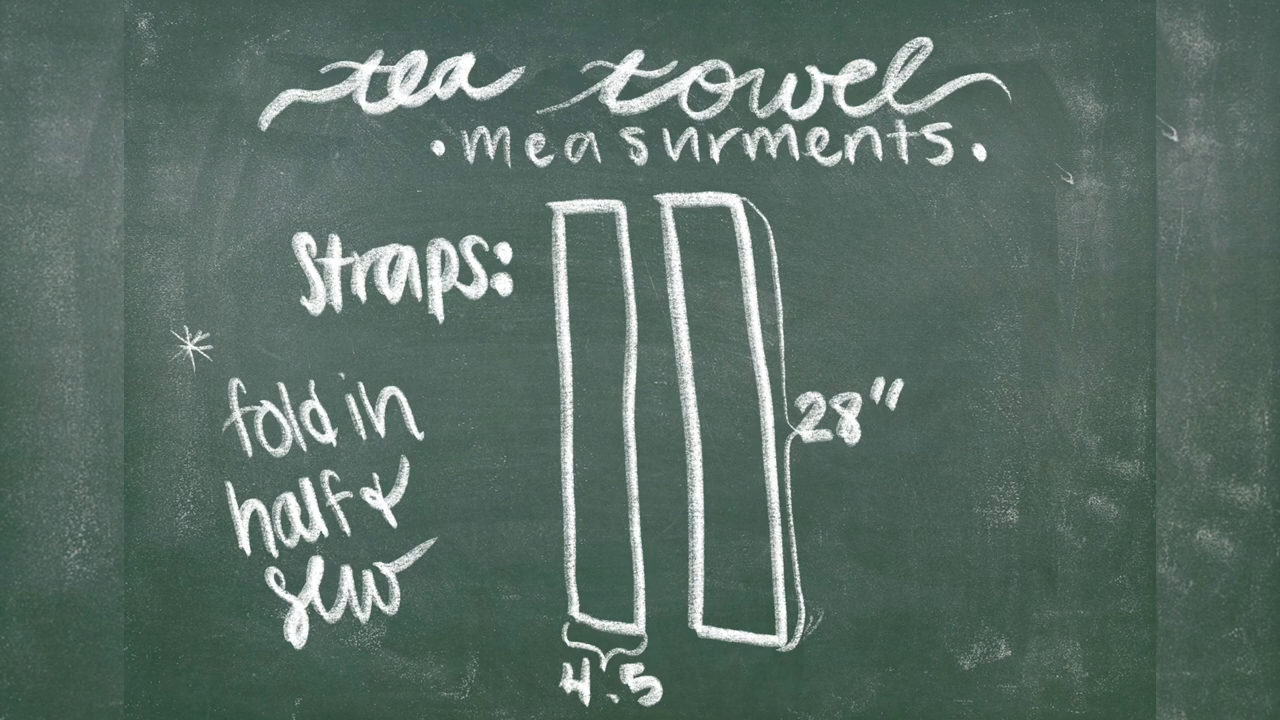 tea towel
•measurments•
straps:
28"
*
fold in
half &
sew
4.5